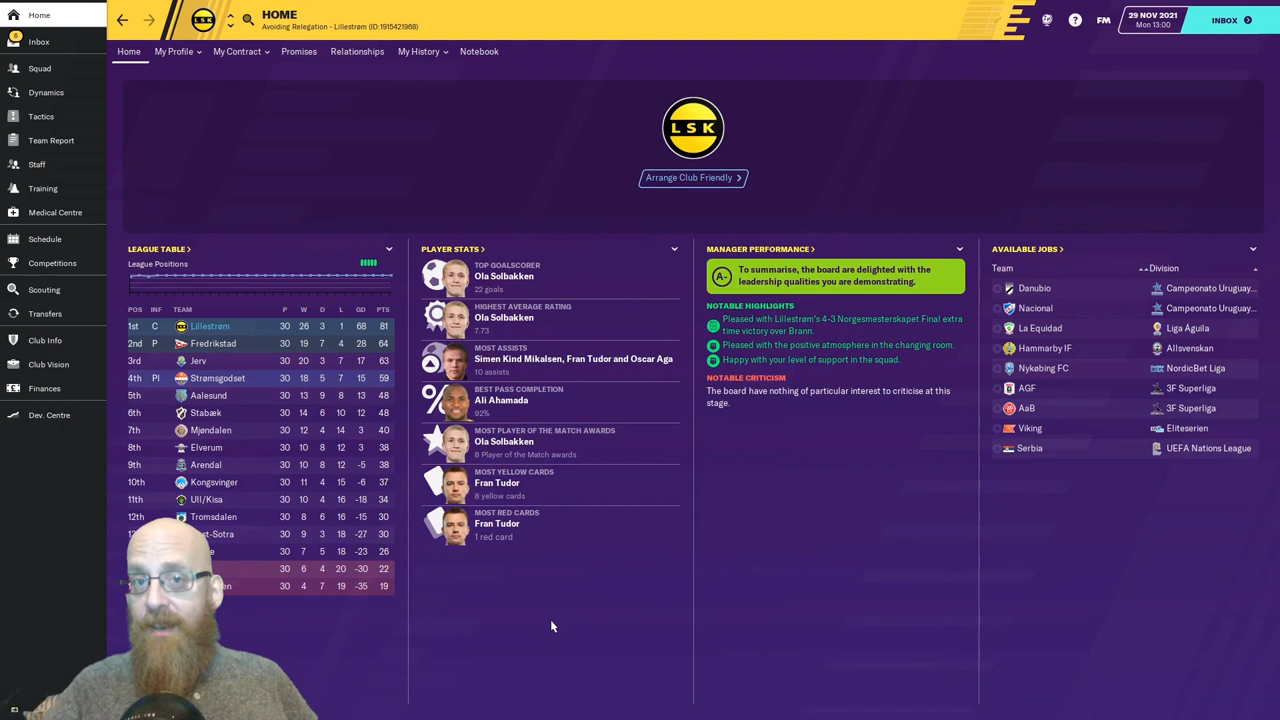 Home
6
Inbox
Squad
Dynamics
Tactics
Team Report
Staff
Training
Medical Centre
Schedule
Competitions
Scouting
Transfers
Club Info
Club Vision
Finances
Dev. Centre
LSK
HOME
Avoiding Relegation - Lillestrøm (ID:1915421968)
?
FM
29 NOV 2021
Mon 13:00
INBOX
Home My Profile My Contract Promises Relationships My History Notebook
LSK
Arrange Club Friendly
LEAGUE TABLE
League Positions
POS INF TEAM P W D L GD PTS
1st C Lillestrøm 30 26 3 1 68 81
2nd P Fredrikstad 30 19 7 4 28 64
3rd Jerv 30 20 3 7 17 63
4th Pl Strømsgodset 30 18 5 7 15 59
5th Aalesund 30 13 9 8 13 48
6th Stabæk 30 14 6 10 12 48
7th Mjøndalen 30 12 4 14 3 40
8th Elverum 30 10 8 12 3 38
9th Arendal 30 10 8 12 -5 38
10th Kongsvinger 30 11 4 15 -6 37
11th Ull/Kisa 30 10 4 16 -18 34
12th Tromsdalen 30 8 6 16 -15 30
30 9 3 18 -27 30
30 7 5 18 -23 26
30 6 4 20 -30 22
30 4 7 19 -35 19
PLAYER STATS
TOP GOALSCORER
Ola Solbakken
22 goals
HIGHEST AVERAGE RATING
Ola Solbakken
7.73
MOST ASSISTS
Simen Kind Mikalsen, Fran Tudor and Oscar Aga
10 assists
BEST PASS COMPLETION
Ali Ahamada
92%
MOST PLAYER OF THE MATCH AWARDS
Ola Solbakken
8 Player of the Match awards
MOST YELLOW CARDS
Fran Tudor
8 yellow cards
MOST RED CARDS
Fran Tudor
1 red card
MANAGER PERFORMANCE
A-
To summarise, the board are delighted with the
leadership qualities you are demonstrating.
NOTABLE HIGHLIGHTS
Pleased with Lillestrøm's 4-3 Norgesmesterskapet Final extra
time victory over Brann.
Pleased with the positive atmosphere in the changing room.
Happy with your level of support in the squad.
NOTABLE CRITICISM
The board have nothing of particular interest to criticise at this
stage.
AVAILABLE JOBS
Team Division
Danubio Campeonato Uruguay...
Nacional Campeonato Uruguay...
La Equidad Liga Águila
Hammarby IF Allsvenskan
Nykøbing FC NordicBet Liga
AGF 3F Superliga
AaB 3F Superliga
Viking Eliteserien
Serbia UEFA Nations League